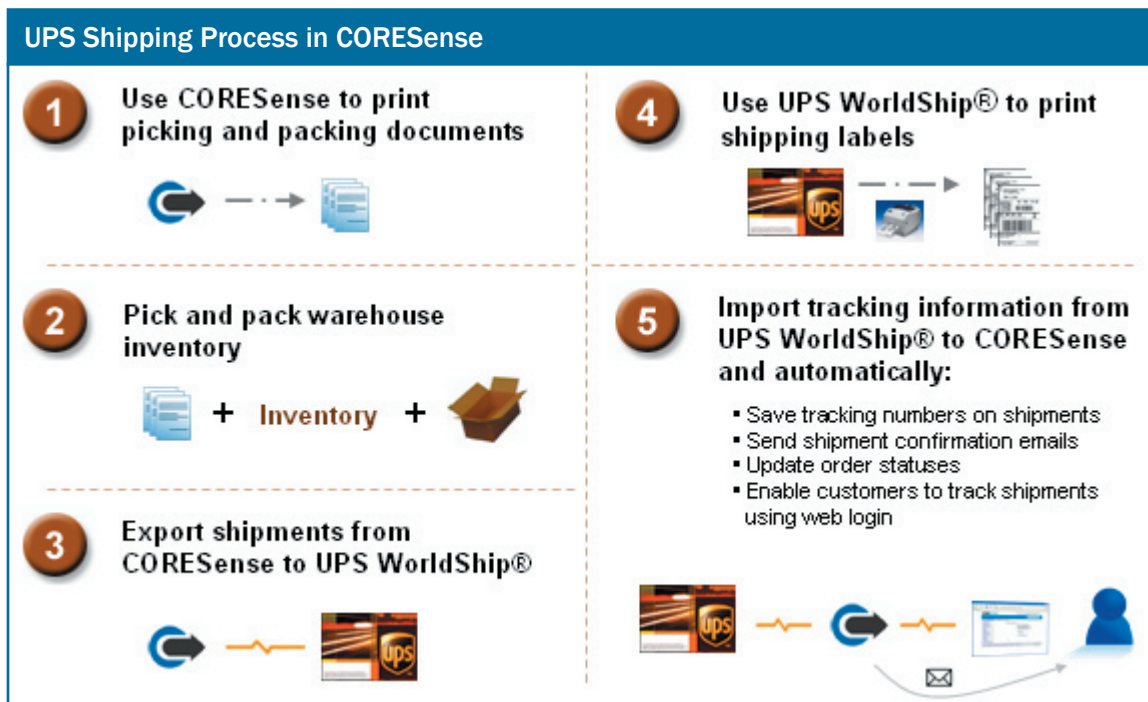 UPS Shipping Process in CORESense
1
Use CORESense to print
picking and packing documents
2
Pick and pack warehouse
inventory
+ Inventory +
3
Export shipments from
CORESense to UPS WorldShip®
ups
4
Use UPS WorldShip® to print
shipping labels
ups
5
Import tracking information from
UPS WorldShip® to CORESense
and automatically:
▪ Save tracking numbers on shipments
▪ Send shipment confirmation emails
▪ Update order statuses
▪ Enable customers to track shipments
using web login
ups